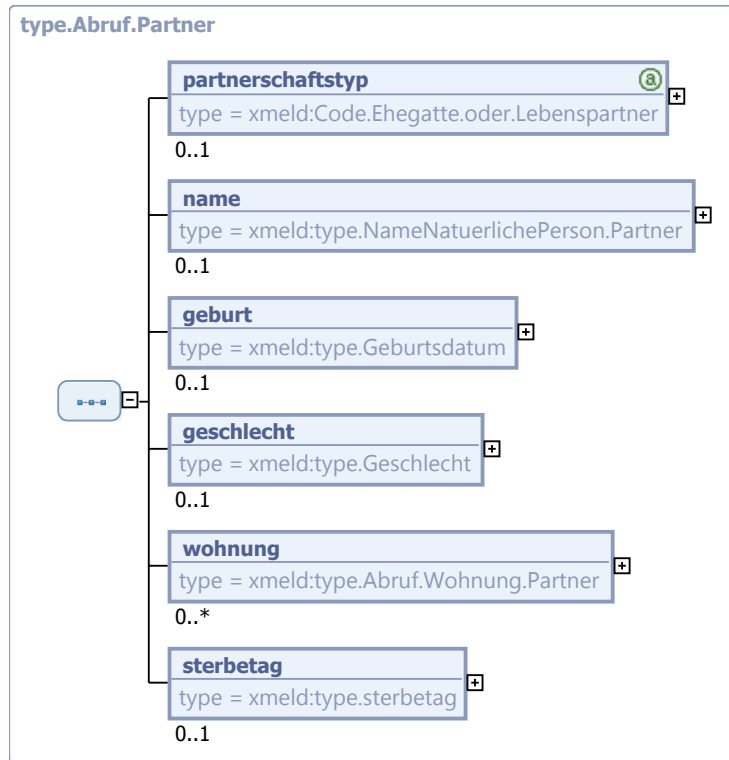 type.Abruf.Partner
partnerschaftstyp a
type = xmeld:Code.Ehegatte.oder.Lebenspartner
0..1
name
type = xmeld:type.NameNatuerlichePerson.Partner
0..1
geburt
type = xmeld:type.Geburtsdatum
0..1
geschlecht
type = xmeld:type.Geschlecht
0..1
wohnung
type = xmeld:type.Abruf.Wohnung.Partner
0..*
sterbetag
type = xmeld:type.sterbetag
0..1